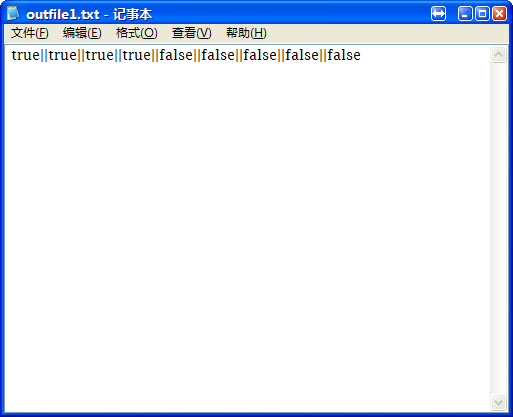 outfile1.txt - 记事本
文件(F) 编辑(E) 格式(O) 查看(V) 帮助(H)
true||true||true||true||false||false||false||false||false